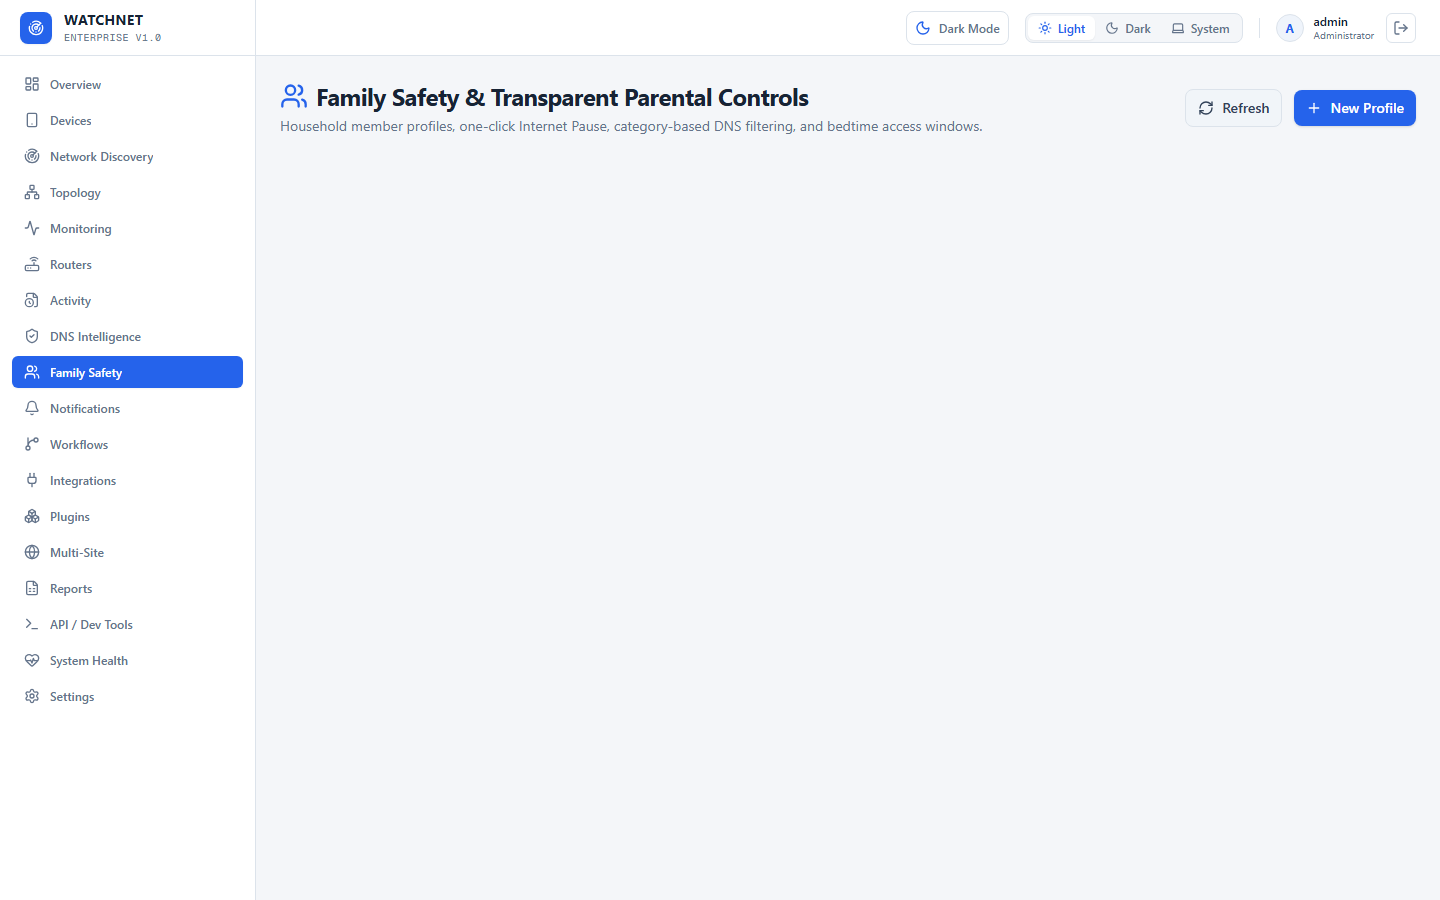 WATCHNET
ENTERPRISE V1.0
Dark Mode
Light
Dark
System
A
admin
Administrator
Overview
Devices
Network Discovery
Topology
Monitoring
Routers
Activity
DNS Intelligence
Family Safety
Notifications
Workflows
Integrations
Plugins
Multi-Site
Reports
API / Dev Tools
System Health
Settings
Family Safety & Transparent Parental Controls
Household member profiles, one-click Internet Pause, category-based DNS filtering, and bedtime access windows.
Refresh
New Profile